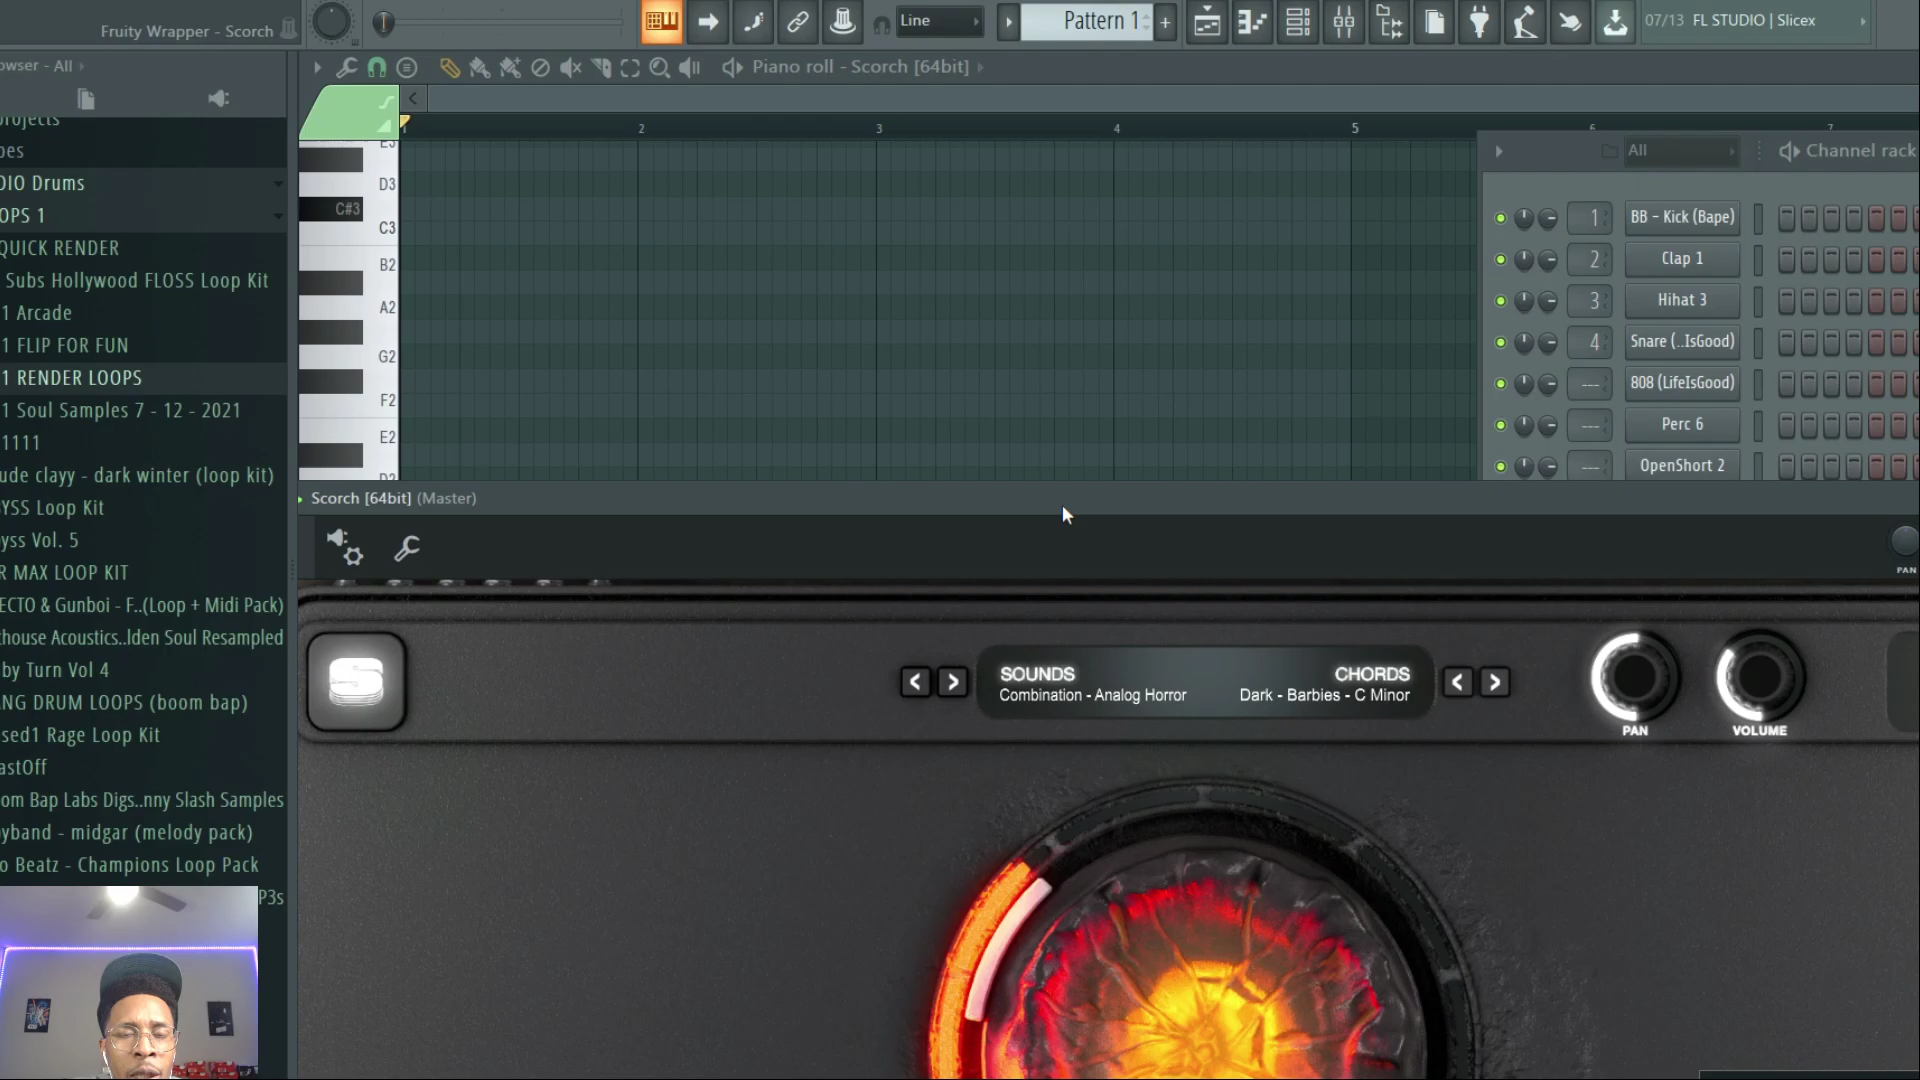 Fruity Wrapper - Scorch
Line
Pattern 1
+
07/13 FL STUDIO | Slicex
owser - All
Piano roll - Scorch [64bit]
rojects
pes
DIO Drums
OPS 1
QUICK RENDER
Subs Hollywood FLOSS Loop Kit
1 Arcade
1 FLIP FOR FUN
1 RENDER LOOPS
1 Soul Samples 7 - 12 - 2021
1111
ude clayy - dark winter (loop kit)
YSS Loop Kit
yss Vol. 5
R MAX LOOP KIT
ECTO & Gunboi - F..(Loop + Midi Pack)
thouse Acoustics..lden Soul Resampled
by Turn Vol 4
NG DRUM LOOPS (boom bap)
sed1 Rage Loop Kit
astOff
om Bap Labs Digs..nny Slash Samples
yband - midgar (melody pack)
o Beatz - Champions Loop Pack
P3s
2 3 4 5 6 7
E3
D3
C#3
C3
B2
A2
G2
F2
E2
D2
All
Channel rack
1 BB - Kick (Bape)
2 Clap 1
3 Hihat 3
4 Snare (..IsGood)
--- 808 (LifeIsGood)
--- Perc 6
--- OpenShort 2
Scorch [64bit] (Master)
PAN
S
SOUNDS
Combination - Analog Horror
CHORDS
Dark - Barbies - C Minor
PAN
VOLUME